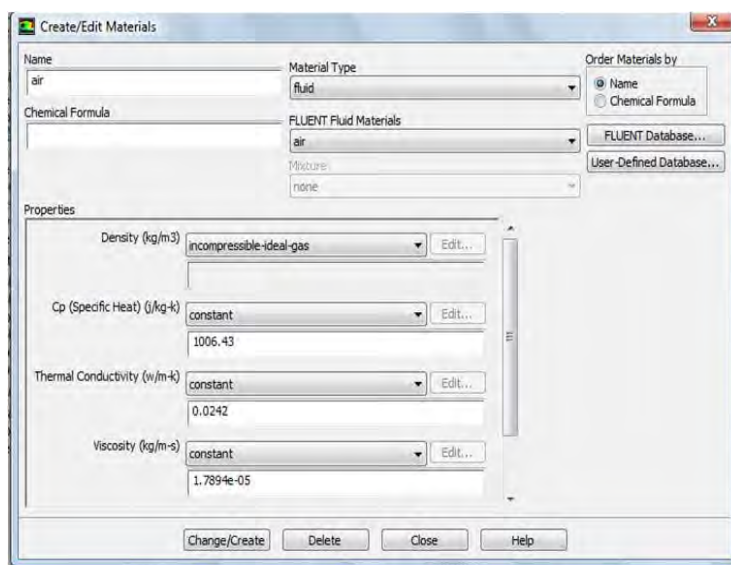 Create/Edit Materials
Name
air
Chemical Formula
Material Type
fluid
FLUENT Fluid Materials
air
Mixture
none
Order Materials by
Name
Chemical Formula
FLUENT Database...
User-Defined Database...
Properties
Density (kg/m3)
incompressible-ideal-gas
Edit...
Cp (Specific Heat) (j/kg-k)
constant
Edit...
1006.43
Thermal Conductivity (w/m-k)
constant
Edit...
0.0242
Viscosity (kg/m-s)
constant
Edit...
1.7894e-05
Change/Create
Delete
Close
Help